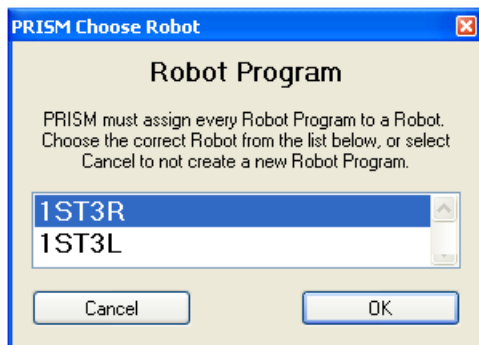 PRISM Choose Robot
Robot Program
PRISM must assign every Robot Program to a Robot.
Choose the correct Robot from the list below, or select
Cancel to not create a new Robot Program.
1ST3R
1ST3L
Cancel
OK